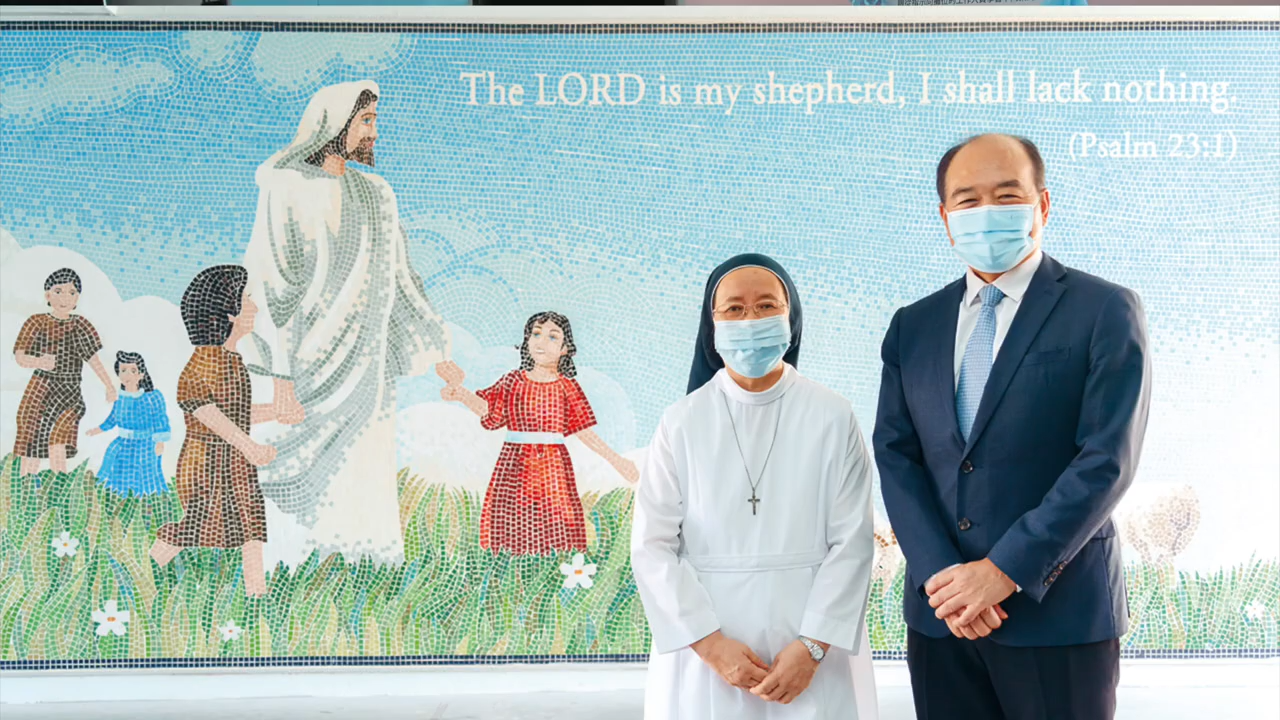 The LORD is my shepherd, I shall lack nothing.
(Psalm 23:1)